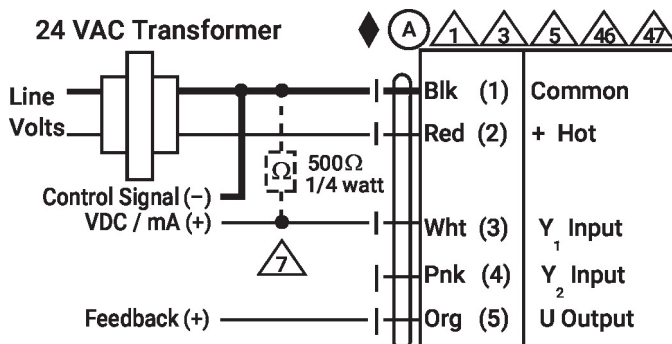 24 VAC Transformer
A 1 3 5 46 47
Line
Volts
Blk (1) Common
Red (2) + Hot
Ω 500Ω
1/4 watt
Control Signal (–)
VDC / mA (+)
Wht (3) Y1 Input
7
Pnk (4) Y2 Input
Feedback (+)
Org (5) U Output